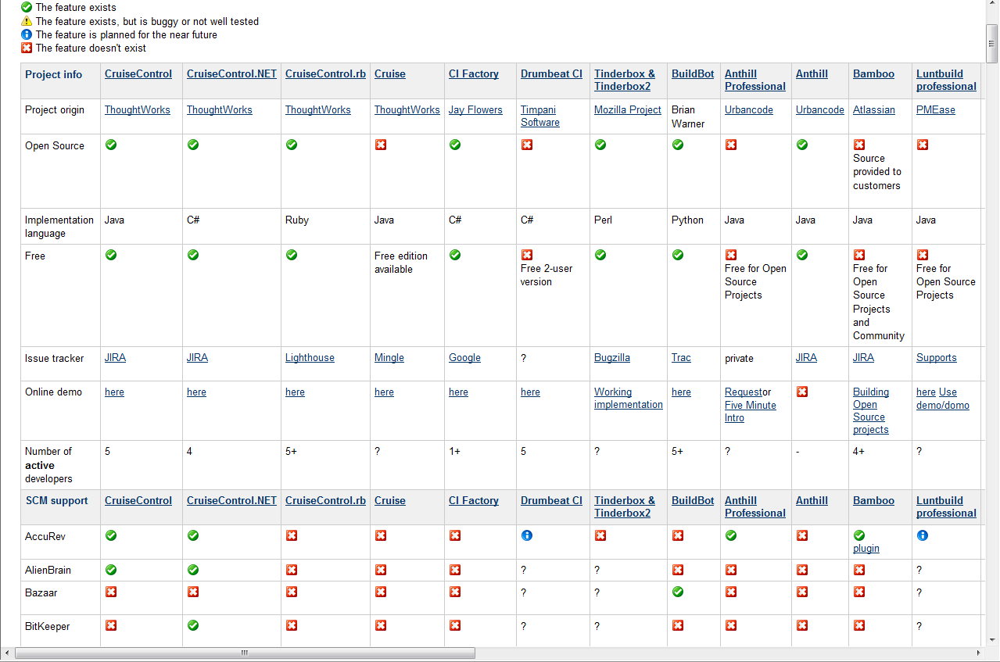 The feature exists
The feature exists, but is buggy or not well tested
The feature is planned for the near future
The feature doesn't exist
Project info CruiseControl CruiseControl.NET CruiseControl.rb Cruise CI Factory Drumbeat CI Tinderbox & Tinderbox2 BuildBot Anthill Professional Anthill Bamboo Luntbuild professional
Project origin ThoughtWorks ThoughtWorks ThoughtWorks ThoughtWorks Jay Flowers Timpani Software Mozilla Project Brian Warner Urbancode Urbancode Atlassian PMEase
Open Source Source provided to customers
Implementation language Java C# Ruby Java C# C# Perl Python Java Java Java Java
Free Free edition available Free 2-user version Free for Open Source Projects Free for Open Source Projects and Community Free for Open Source Projects
Issue tracker JIRA JIRA Lighthouse Mingle Google ? Bugzilla Trac private JIRA JIRA Supports
Online demo here here here here here here Working implementation here Requestor Five Minute Intro Building Open Source projects here Use demo/domo
Number of active developers 5 4 5+ ? 1+ 5 ? 5+ ? - 4+ ?
SCM support CruiseControl CruiseControl.NET CruiseControl.rb Cruise CI Factory Drumbeat CI Tinderbox & Tinderbox2 BuildBot Anthill Professional Anthill Bamboo Luntbuild professional
AccuRev plugin
AlienBrain ? ? ?
Bazaar ? ? ?
BitKeeper ? ? ?